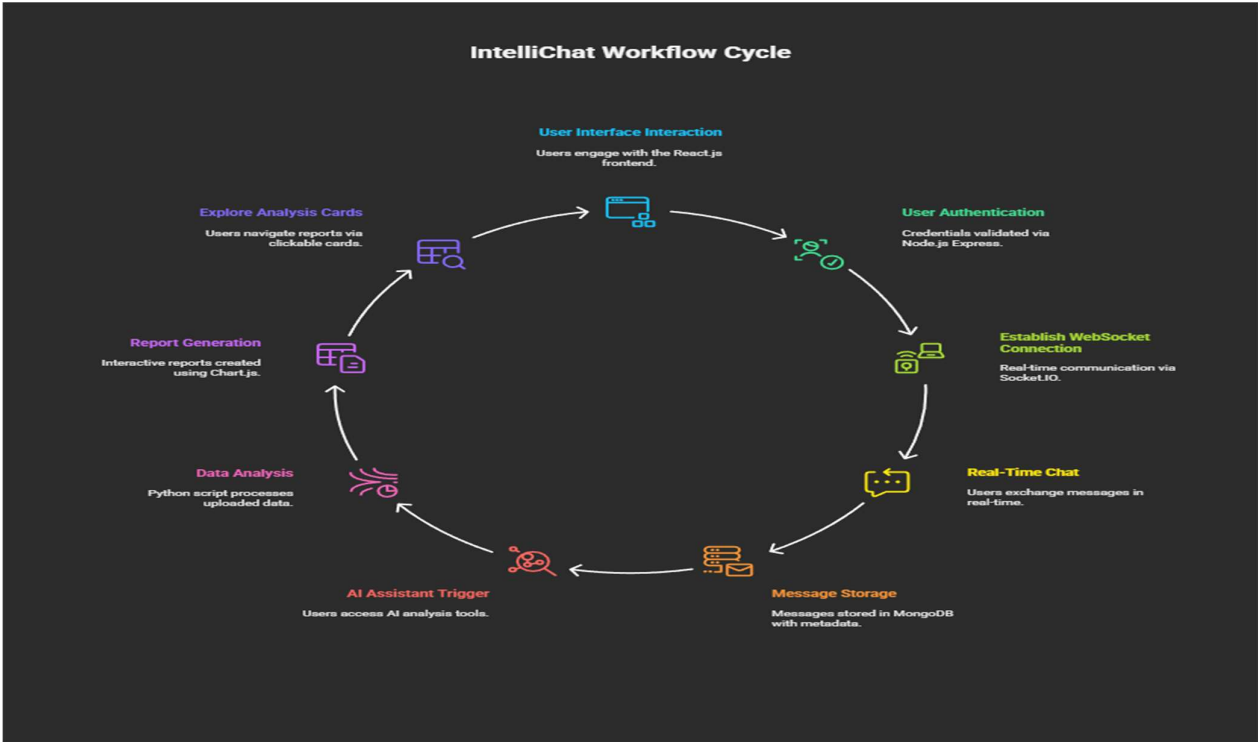 IntelliChat Workflow Cycle
User Interface Interaction
Users engage with the React.js
frontend.
User Authentication
Credentials validated via
Node.js Express.
Establish WebSocket
Connection
Real-time communication via
Socket.IO.
Real-Time Chat
Users exchange messages in
real-time.
Message Storage
Messages stored in MongoDB
with metadata.
AI Assistant Trigger
Users access AI analysis tools.
Data Analysis
Python script processes
uploaded data.
Report Generation
Interactive reports created
using Chart.js.
Explore Analysis Cards
Users navigate reports via
clickable cards.